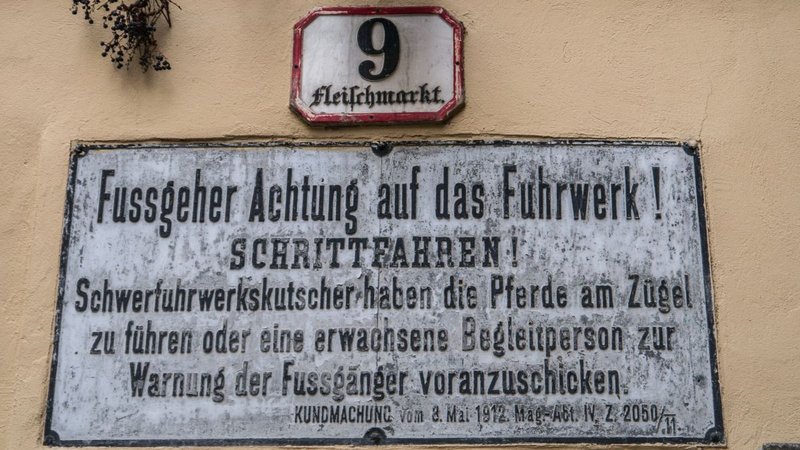 9
Fleischmarkt.
Fussgeher Achtung auf das Fuhrwerk!
SCHRITTFAHREN!
Schwerfuhrwerkskutscher haben die Pferde am Zügel
zu führen oder eine erwachsene Begleitperson zur
Warnung der Fussgänger voranzuschicken.
KUNDMACHUNG vom 8. Mai 1912. Mag.-Abt. IV. Z. 2050/II.